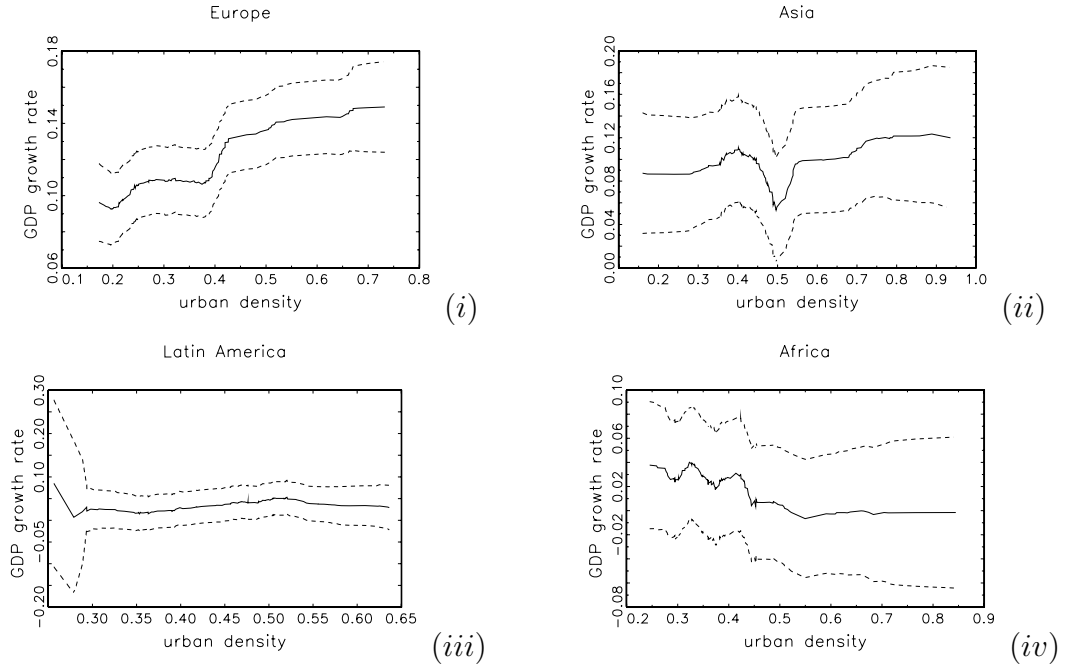 Europe
GDP growth rate
0.06 0.10 0.14 0.18
0.1 0.2 0.3 0.4 0.5 0.6 0.7 0.8
urban density
(i)
Asia
GDP growth rate
0.00 0.04 0.08 0.12 0.16 0.20
0.2 0.3 0.4 0.5 0.6 0.7 0.8 0.9 1.0
urban density
(ii)
Latin America
GDP growth rate
-0.20 -0.05 0.10 0.20 0.30
0.30 0.35 0.40 0.45 0.50 0.55 0.60 0.65
urban density
(iii)
Africa
GDP growth rate
-0.08 -0.02 0.02 0.06 0.10
0.2 0.3 0.4 0.5 0.6 0.7 0.8 0.9
urban density
(iv)